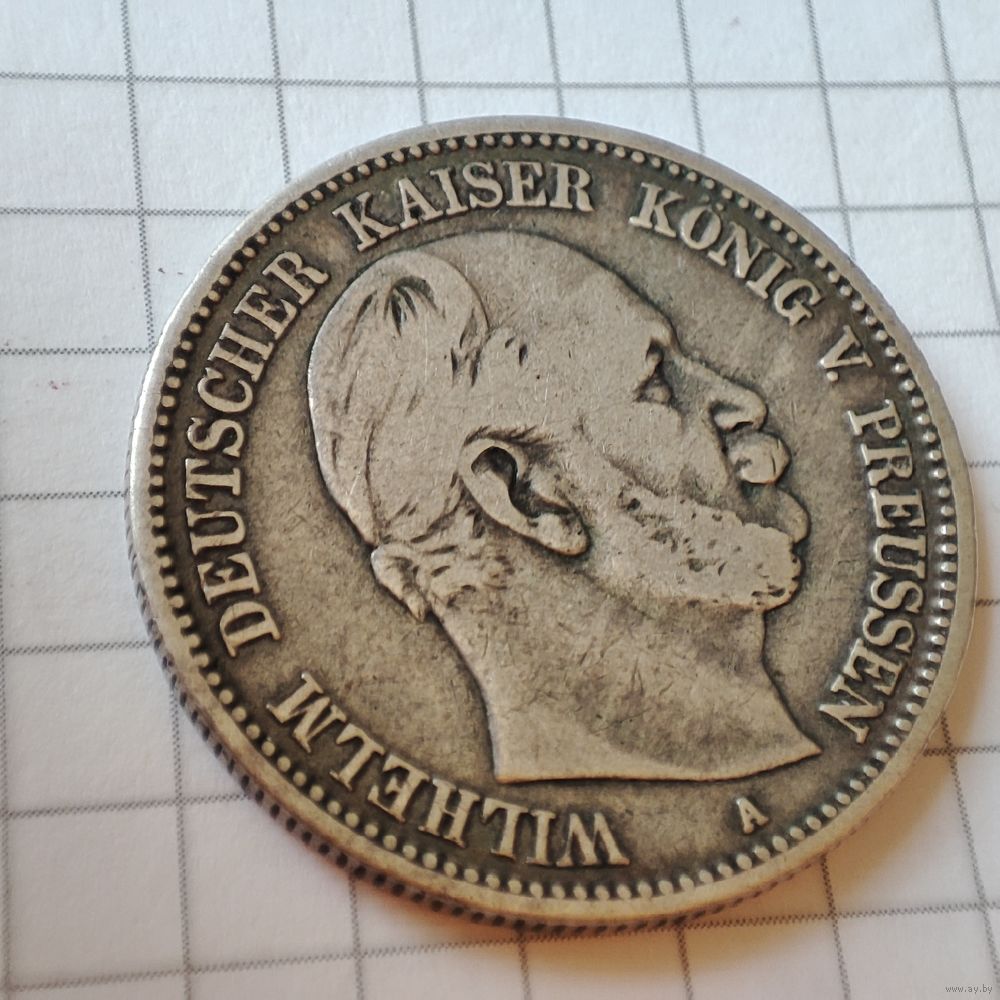 WILHELM DEUTSCHER KAISER KÖNIG V. PREUSSEN
A
www.ay.by